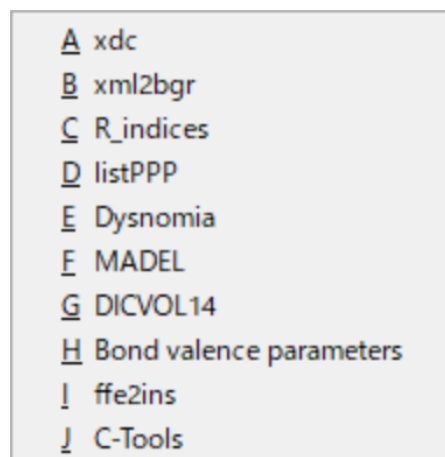 A xdc
B xml2bgr
C R_indices
D listPPP
E Dysnomia
F MADEL
G DICVOL14
H Bond valence parameters
I ffe2ins
J C-Tools